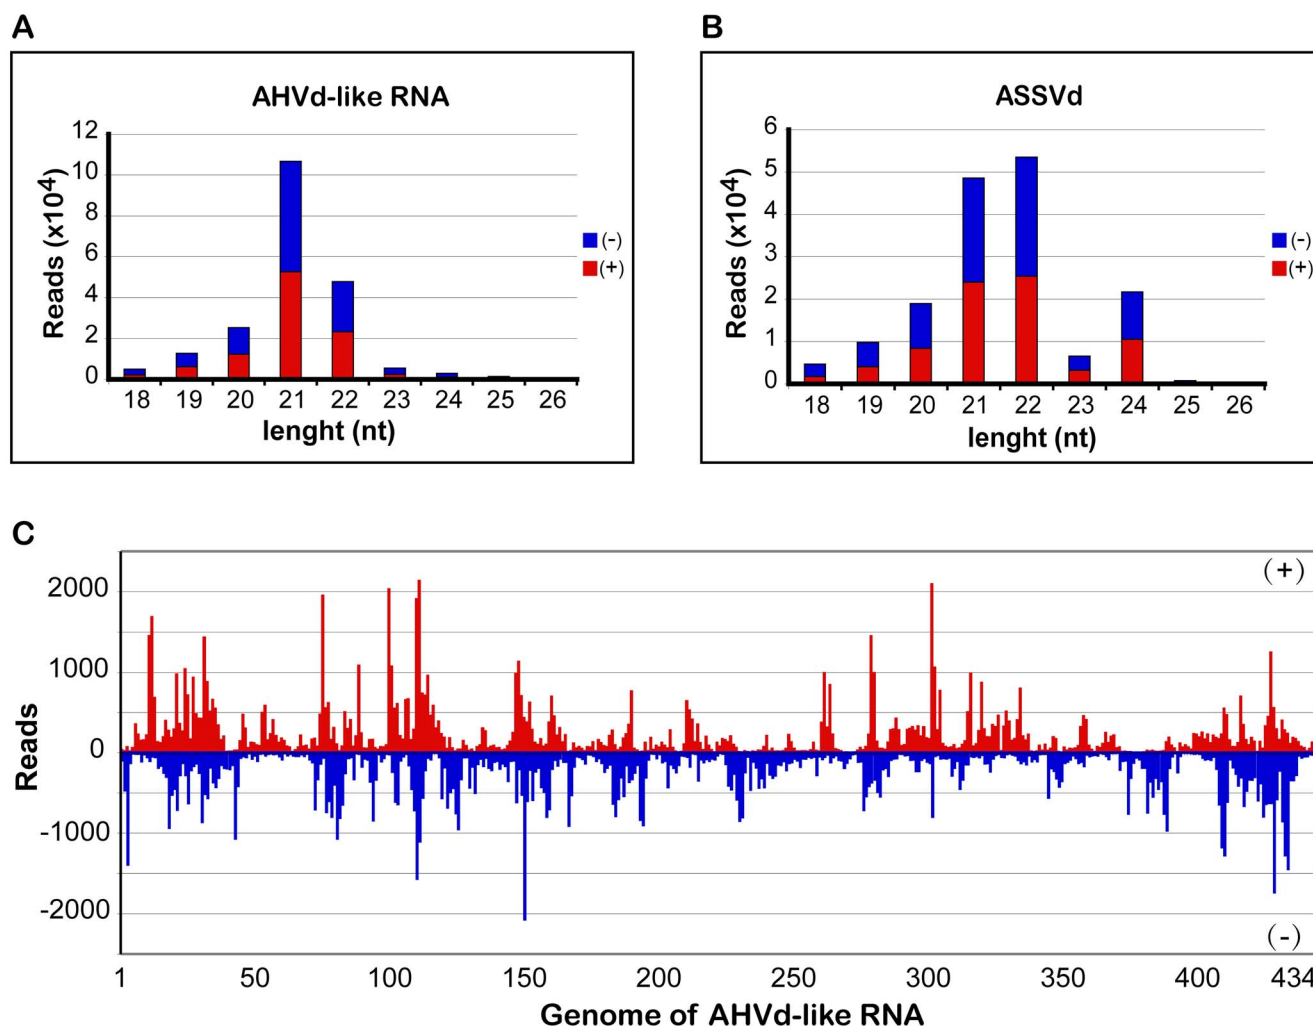 A
AHVd-like RNA
12
10
8
6
4
2
0
Reads (x10⁴)
18 19 20 21 22 23 24 25 26
lenght (nt)
(-)
(+)
B
ASSVd
6
5
4
3
2
1
0
Reads (x10⁴)
18 19 20 21 22 23 24 25 26
lenght (nt)
(-)
(+)
C
(+)
2000
1000
0
-1000
-2000
Reads
(-)
1 50 100 150 200 250 300 350 400 434
Genome of AHVd-like RNA